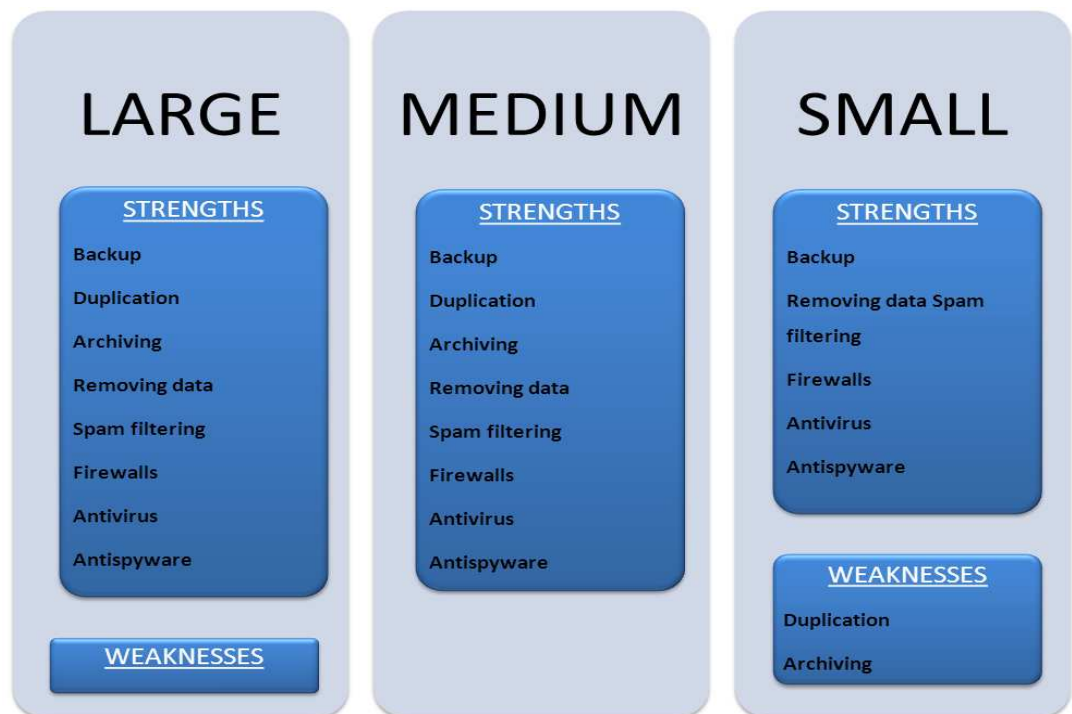 LARGE
STRENGTHS
Backup
Duplication
Archiving
Removing data
Spam filtering
Firewalls
Antivirus
Antispyware
WEAKNESSES
MEDIUM
STRENGTHS
Backup
Duplication
Archiving
Removing data
Spam filtering
Firewalls
Antivirus
Antispyware
SMALL
STRENGTHS
Backup
Removing data Spam
filtering
Firewalls
Antivirus
Antispyware
WEAKNESSES
Duplication
Archiving